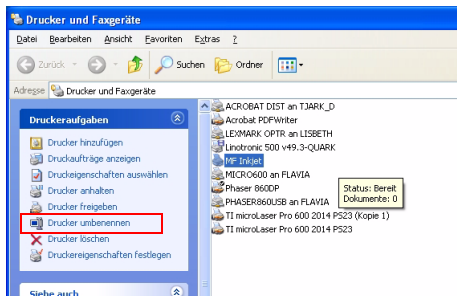 Drucker und Faxgeräte
Datei Bearbeiten Ansicht Favoriten Extras ?
Zurück Suchen Ordner
Adresse Drucker und Faxgeräte
Druckeraufgaben
Drucker hinzufügen
Druckaufträge anzeigen
Druckeigenschaften auswählen
Drucker anhalten
Drucker freigeben
Drucker umbenennen
Drucker löschen
Druckereigenschaften festlegen
Siehe auch
ACROBAT DIST an TJARK_D
Acrobat PDFWriter
LEXMARK OPTR an LISBETH
Linotronic 500 v49.3-QUARK
MF Inkjet
MICRO600 an FLAVIA
Phaser 860DP
PHASER860USB an FLAVIA
TI microLaser Pro 600 2014 PS23 (Kopie 1)
TI microLaser Pro 600 2014 PS23
Status: Bereit
Dokumente: 0